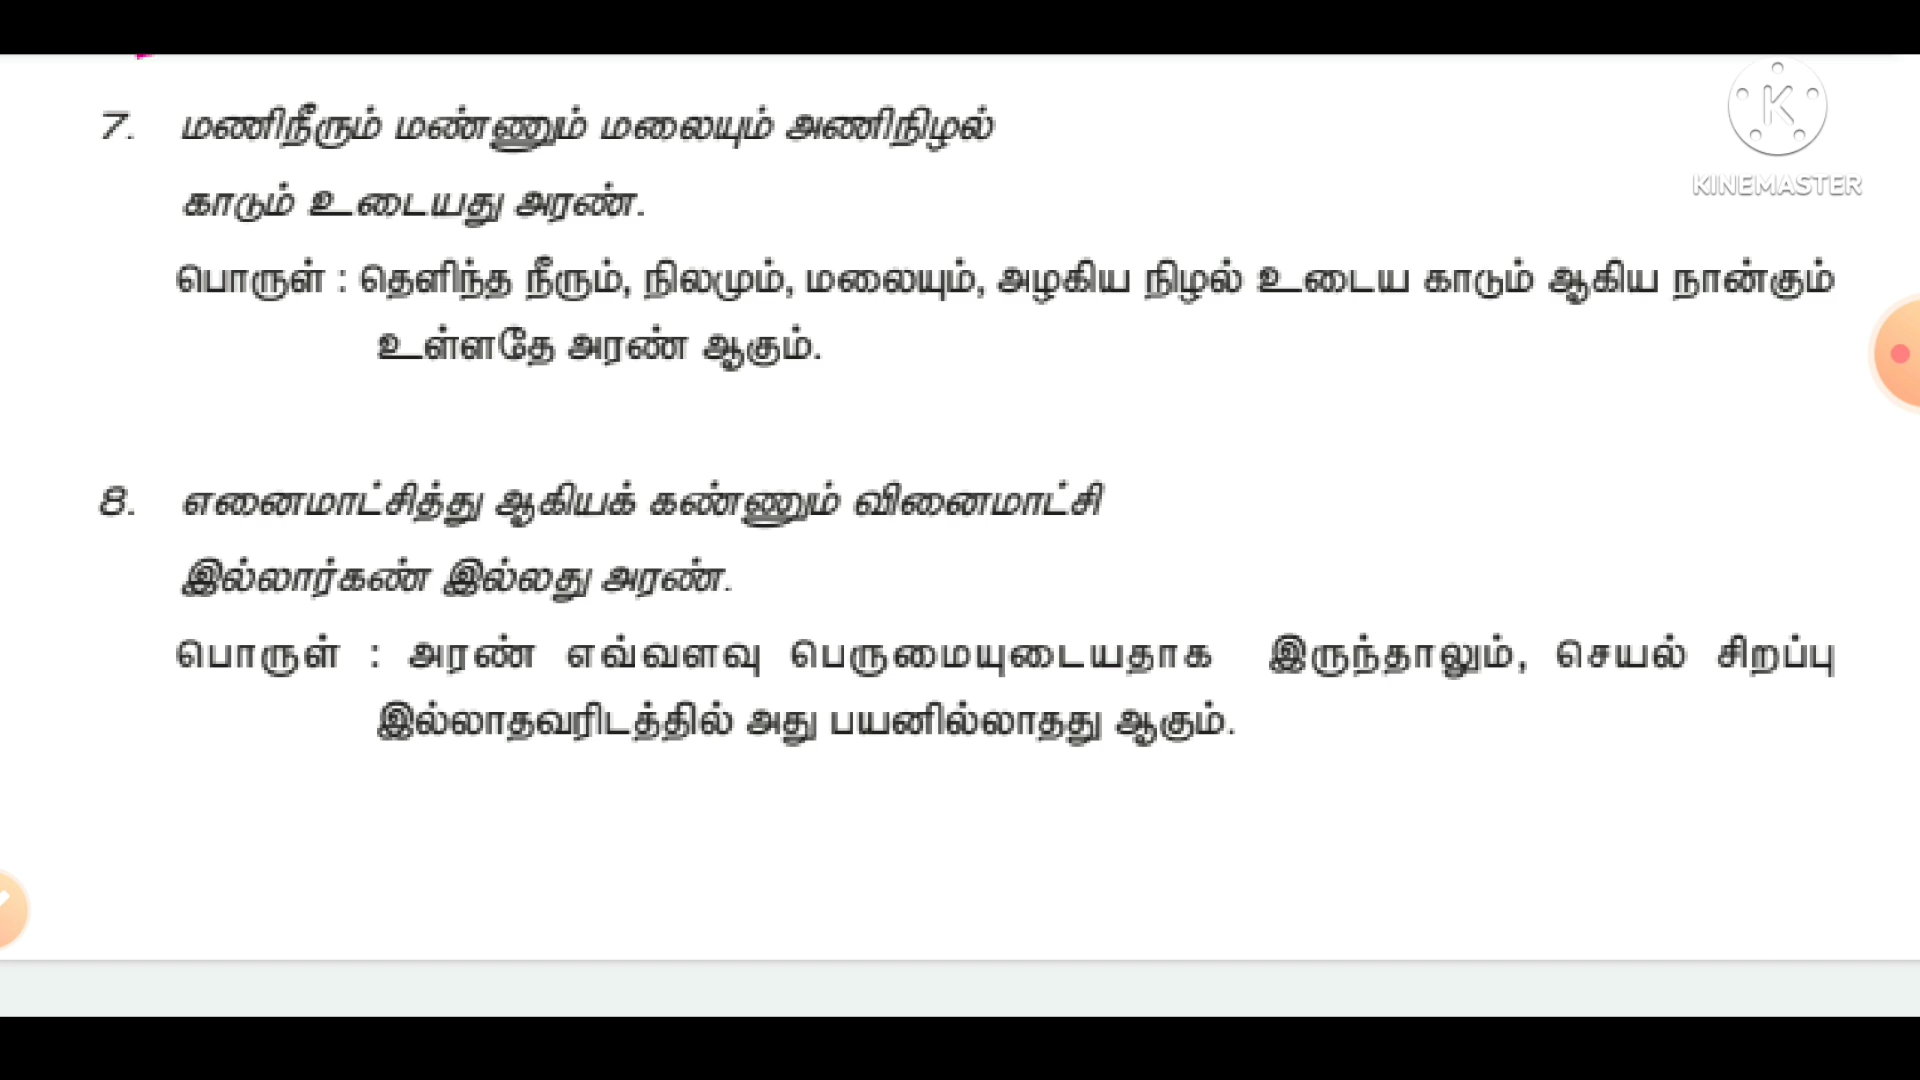 7. மணிநீரும் மண்ணும் மலையும் அணிநிழல்
காடும் உடையது அரண்.
பொருள் : தெளிந்த நீரும், நிலமும், மலையும், அழகிய நிழல் உடைய காடும் ஆகிய நான்கும்
உள்ளதே அரண் ஆகும்.
8. எனைமாட்சித்து ஆகியக் கண்ணும் வினைமாட்சி
இல்லார்கண் இல்லது அரண்.
பொருள் : அரண் எவ்வளவு பெருமையுடையதாக இருந்தாலும், செயல் சிறப்பு
இல்லாதவரிடத்தில் அது பயனில்லாதது ஆகும்.
K
KINEMASTER